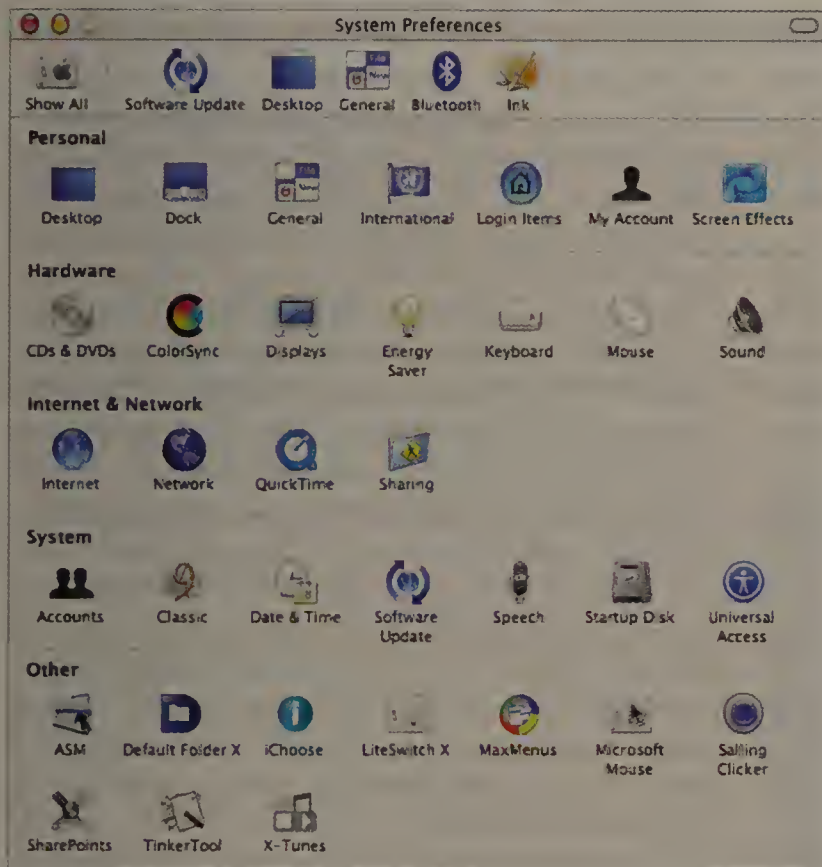 System Preferences
Show All Software Update Desktop General Bluetooth Ink
Personal
Desktop Dock General International Login Items My Account Screen Effects
Hardware
CDs & DVDs ColorSync Displays Energy Saver Keyboard Mouse Sound
Internet & Network
Internet Network QuickTime Sharing
System
Accounts Classic Date & Time Software Update Speech Startup Disk Universal Access
Other
ASM Default Folder X iChoose LiteSwitch X MaxMenus Microsoft Mouse Salling Clicker
SharePoints TinkerTool X-Tunes